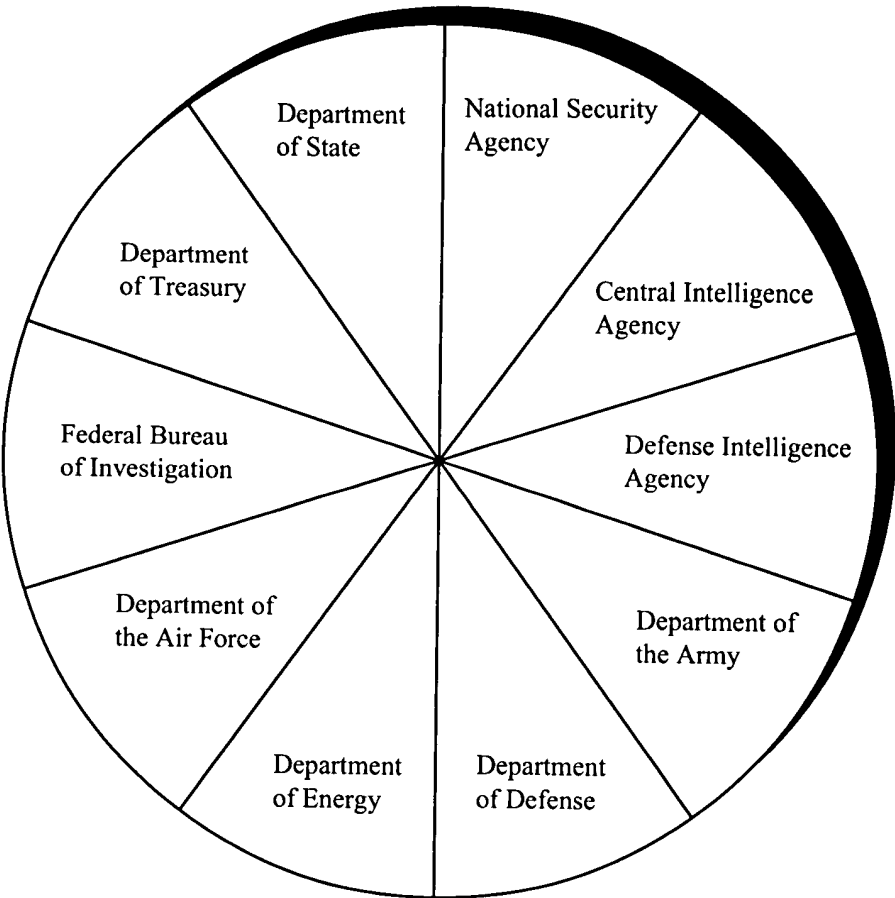 Department
of State
National Security
Agency
Department
of Treasury
Central Intelligence
Agency
Federal Bureau
of Investigation
Defense Intelligence
Agency
Department of
the Air Force
Department of
the Army
Department
of Energy
Department
of Defense